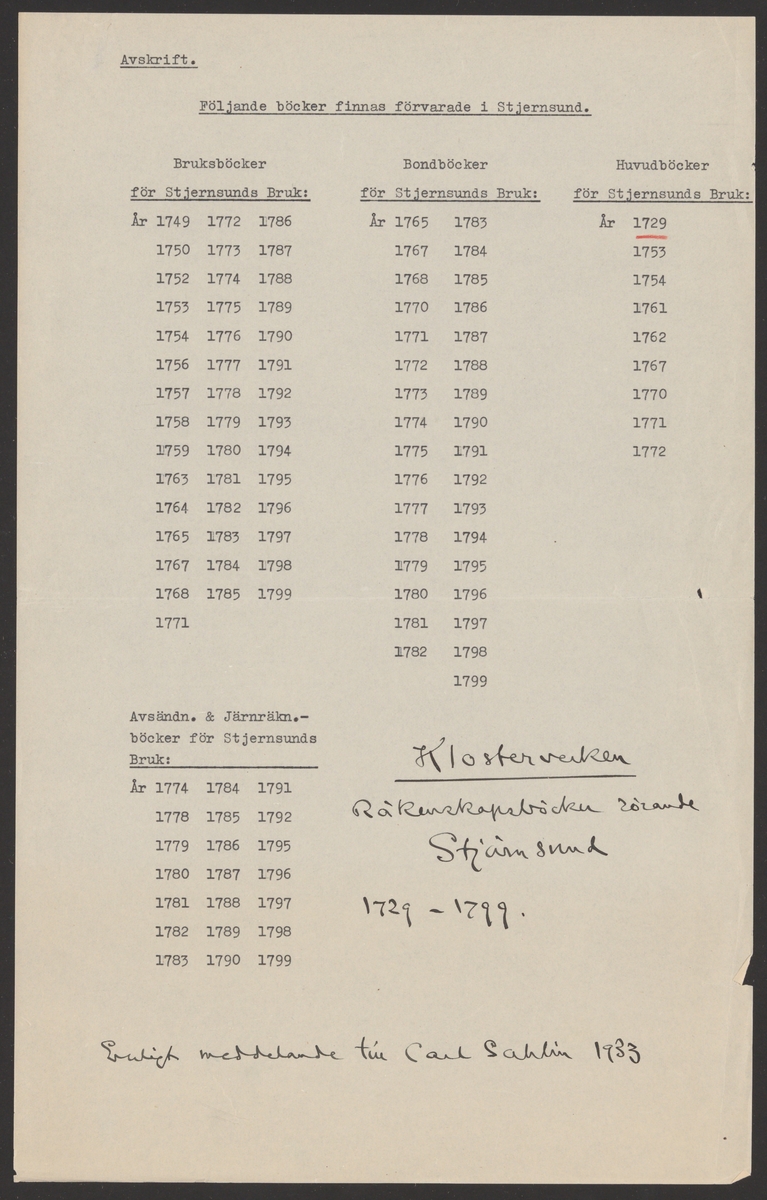 Avskrift.
Följande böcker finnas förvarade i Stjernsund.
Bruksböcker
för Stjernsunds Bruk:
År 1749 1772 1786
1750 1773 1787
1752 1774 1788
1753 1775 1789
1754 1776 1790
1756 1777 1791
1757 1778 1792
1758 1779 1793
1759 1780 1794
1763 1781 1795
1764 1782 1796
1765 1783 1797
1767 1784 1798
1768 1785 1799
1771
Bondböcker
för Stjernsunds Bruk:
År 1765 1783
1767 1784
1768 1785
1770 1786
1771 1787
1772 1788
1773 1789
1774 1790
1775 1791
1776 1792
1777 1793
1778 1794
1779 1795
1780 1796
1781 1797
1782 1798
1799
Huvudböcker
för Stjernsunds Bruk:
År 1729
1753
1754
1761
1762
1767
1770
1771
1772
Avsändn. & Järnräkn.-
böcker för Stjernsunds
Bruk:
År 1774 1784 1791
1778 1785 1792
1779 1786 1795
1780 1787 1796
1781 1788 1797
1782 1789 1798
1783 1790 1799
Klosterverken
Räkenskapsböcker rörande
Stjärnsund
1729 - 1799.
Enligt meddelande till Carl Sahlin 1933